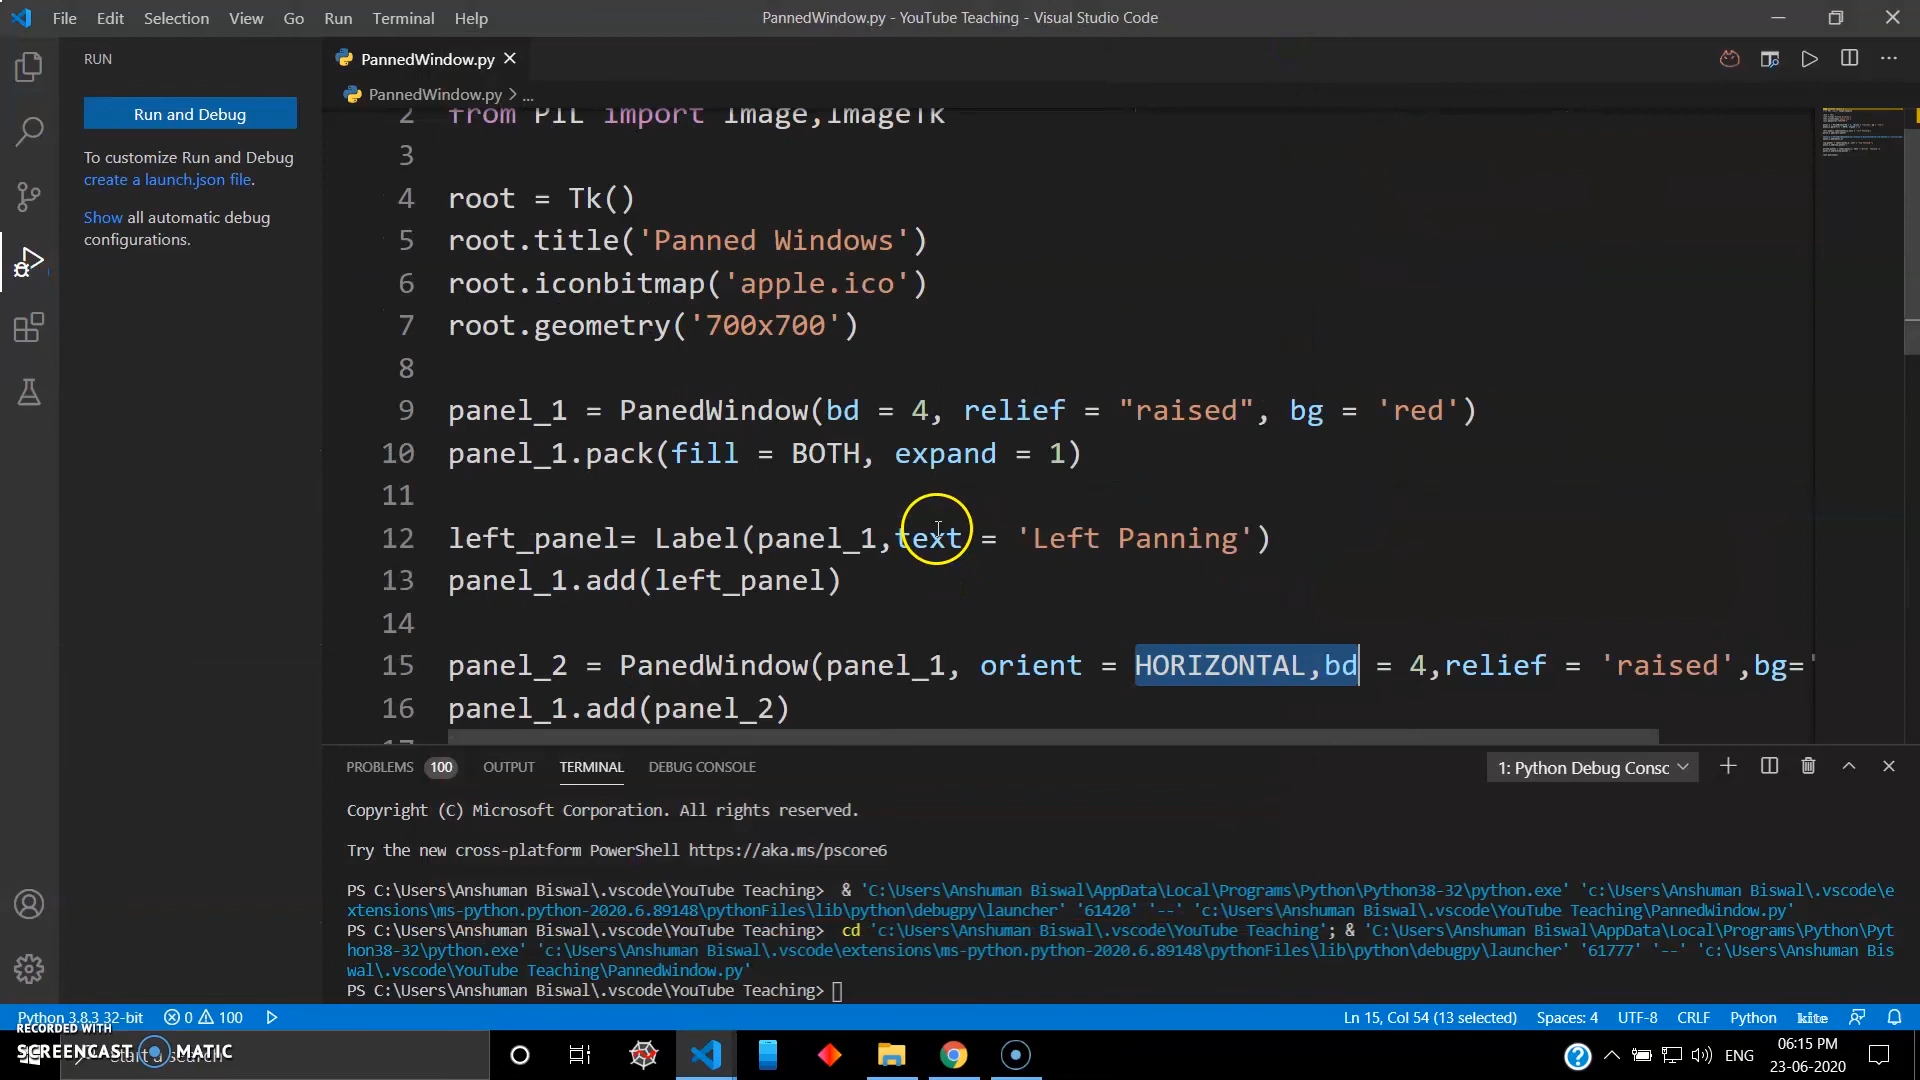 File Edit Selection View Go Run Terminal Help
PannedWindow.py - YouTube Teaching - Visual Studio Code
RUN
Run and Debug
To customize Run and Debug
create a launch.json file.
Show all automatic debug
configurations.
PannedWindow.py
PannedWindow.py > ...
2 from PIL import Image,ImageTk
3
4 root = Tk()
5 root.title('Panned Windows')
6 root.iconbitmap('apple.ico')
7 root.geometry('700x700')
8
9 panel_1 = PanedWindow(bd = 4, relief = "raised", bg = 'red')
10 panel_1.pack(fill = BOTH, expand = 1)
11
12 left_panel= Label(panel_1,text = 'Left Panning')
13 panel_1.add(left_panel)
14
15 panel_2 = PanedWindow(panel_1, orient = HORIZONTAL,bd = 4,relief = 'raised',bg='
16 panel_1.add(panel_2)
17
PROBLEMS 100 OUTPUT TERMINAL DEBUG CONSOLE
1: Python Debug Consc
Copyright (C) Microsoft Corporation. All rights reserved.
Try the new cross-platform PowerShell https://aka.ms/pscore6
PS C:\Users\Anshuman Biswal\.vscode\YouTube Teaching> & 'C:\Users\Anshuman Biswal\AppData\Local\Programs\Python\Python38-32\python.exe' 'c:\Users\Anshuman Biswal\.vscode\e
xtensions\ms-python.python-2020.6.89148\pythonFiles\lib\python\debugpy\launcher' '61420' '--' 'c:\Users\Anshuman Biswal\.vscode\YouTube Teaching\PannedWindow.py'
PS C:\Users\Anshuman Biswal\.vscode\YouTube Teaching> cd 'c:\Users\Anshuman Biswal\.vscode\YouTube Teaching'; & 'C:\Users\Anshuman Biswal\AppData\Local\Programs\Python\Pyt
hon38-32\python.exe' 'c:\Users\Anshuman Biswal\.vscode\extensions\ms-python.python-2020.6.89148\pythonFiles\lib\python\debugpy\launcher' '61777' '--' 'c:\Users\Anshuman Bis
wal\.vscode\YouTube Teaching\PannedWindow.py'
PS C:\Users\Anshuman Biswal\.vscode\YouTube Teaching>
Python 3.8.3 32-bit 0 100
Ln 15, Col 54 (13 selected) Spaces: 4 UTF-8 CRLF Python kite
RECORDED WITH
SCREENCAST MATIC
ENG
06:15 PM
23-06-2020